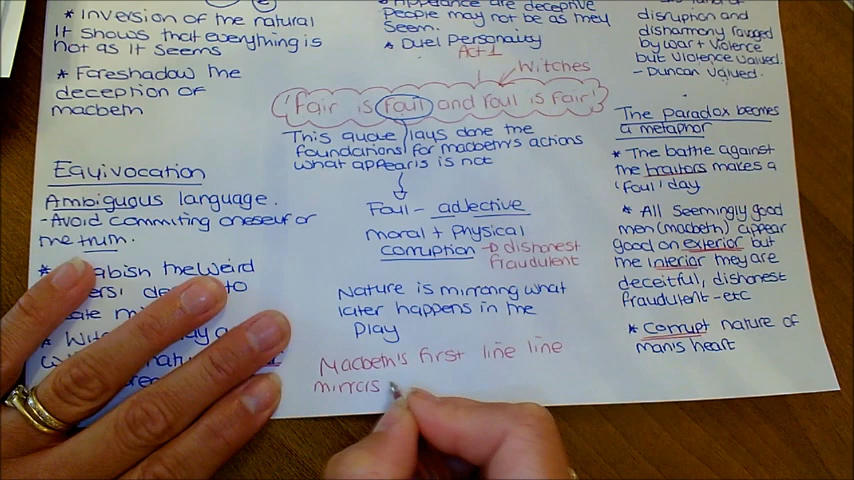 * Inversion of the natural
It shows that everything is
not as it seems
* Foreshadow the
deception of
macbeth
Equivocation
Ambiguous language.
-Avoid commiting oneself or
the truth.
the Weird
to
are deceptive
People may not be as they
Seem.
* Duel Personality
Act 1
Witches
'Fair is foul and foul is fair'
This quote lays done the
foundations for macbeth's actions
what appears is not
Foul - adjective
moral + Physical
corruption → dishonest
fraudulent
Nature is mirroring what
later happens in the
Play
Macbeth's first line line
mirrors
disruption and
disharmony ravaged
by war + violence
but violence valued.
- Duncan valued.
The paradox becomes
a metaphor
* The battle against
the traitors makes a
'foul' day
* All seemingly good
men (macbeth) appear
good on exterior but
the interior they are
deceitful, dishonest
fraudulent - etc
* Corrupt nature of
man's heart